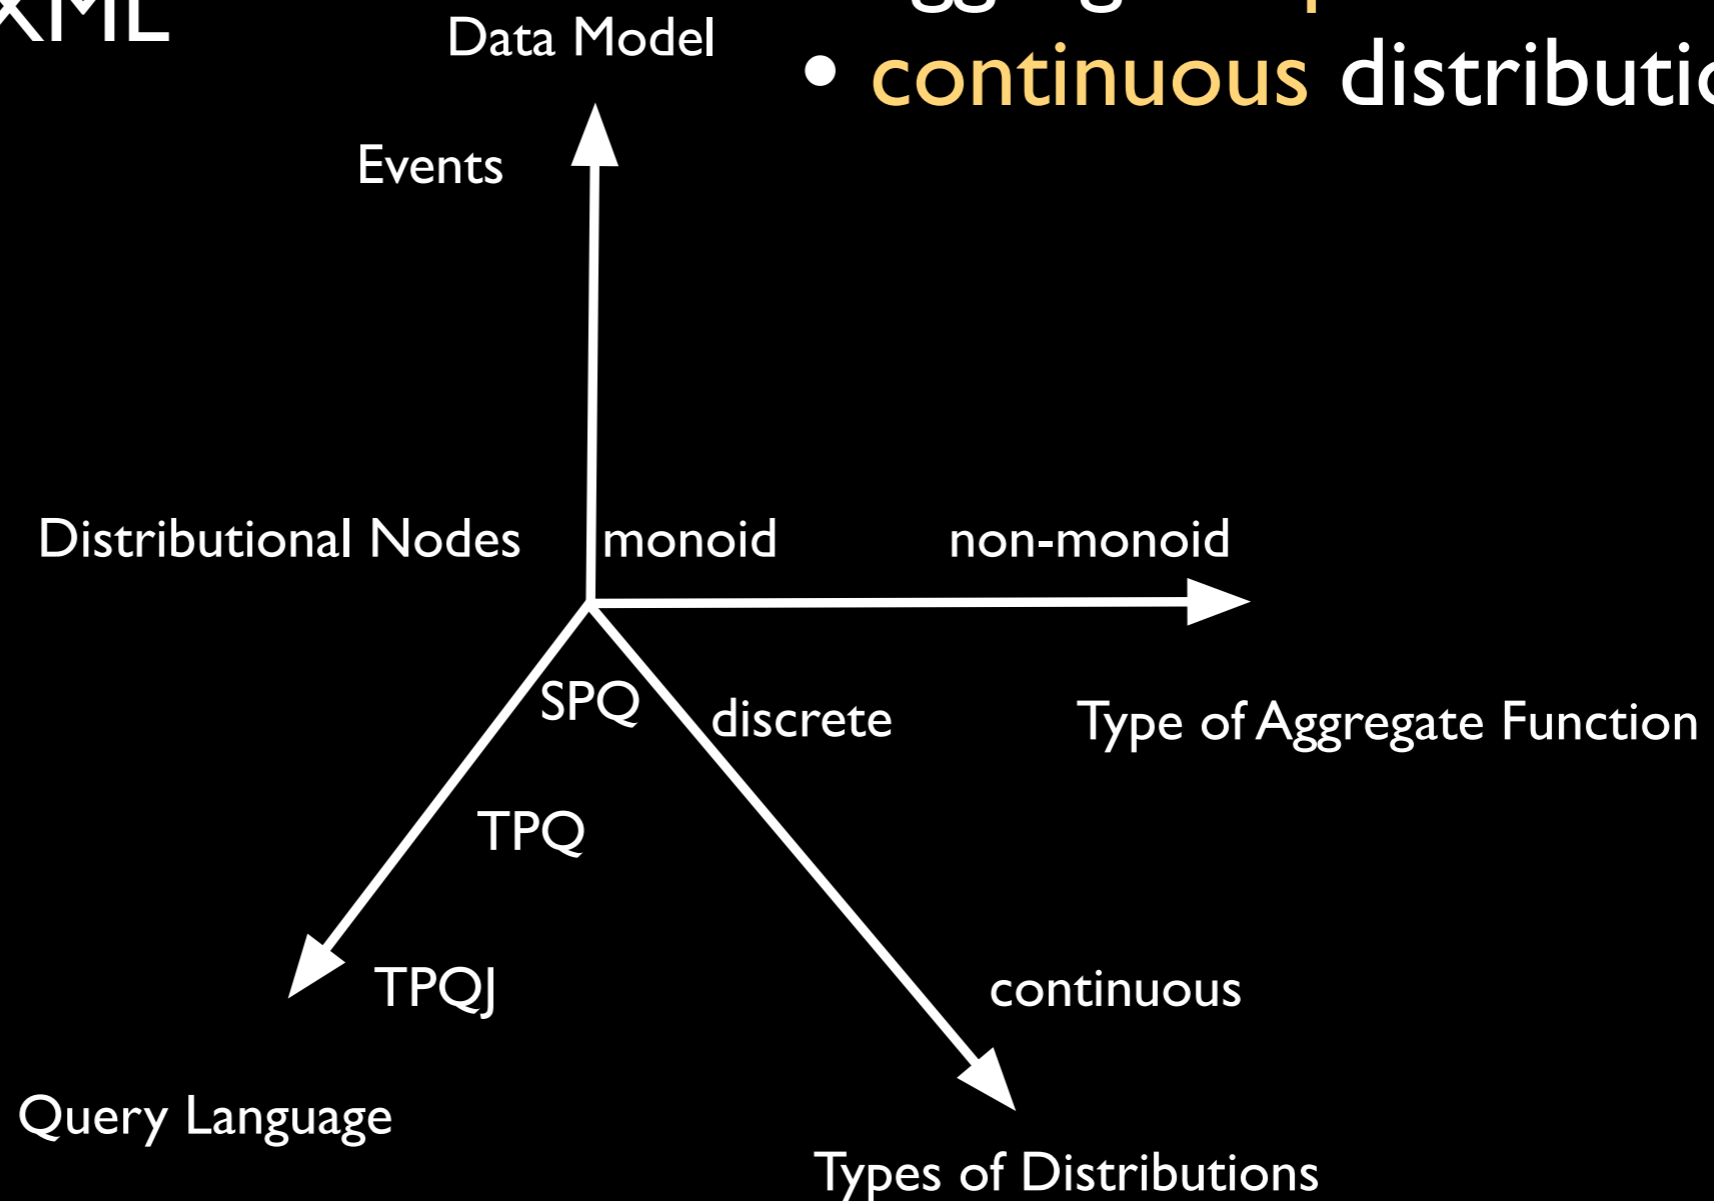 XML
Data Model
• continuous
Events
Distributional Nodes
monoid
non-monoid
SPQ
discrete
Type of Aggregate Function
TPQ
TPQJ
continuous
Query Language
Types of Distributions